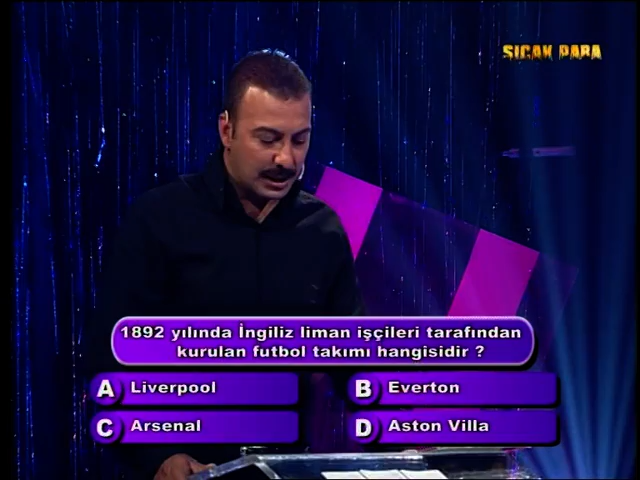 SICAK PARA
1892 yılında İngiliz liman işçileri tarafından
kurulan futbol takımı hangisidir ?
A Liverpool
B Everton
C Arsenal
D Aston Villa